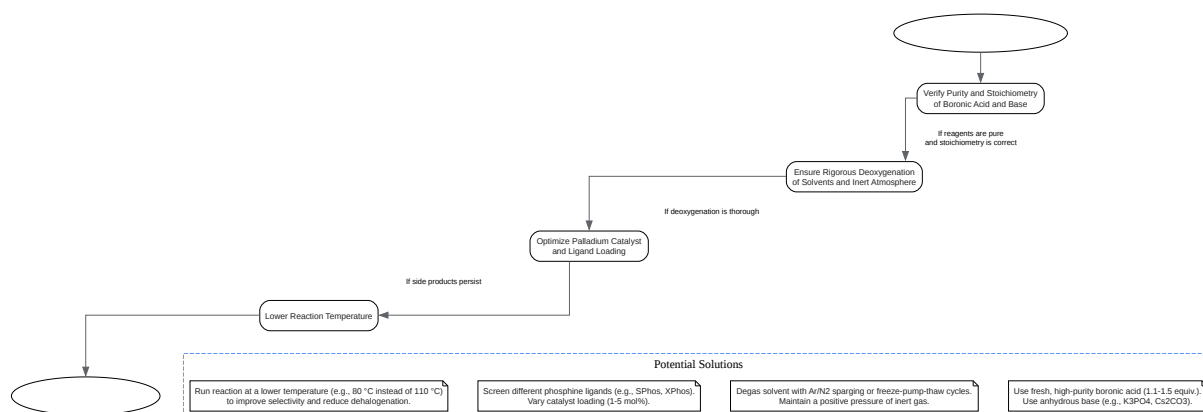 Verify Purity and Stoichiometry
of Boronic Acid and Base
If reagents are pure
and stoichiometry is correct
Ensure Rigorous Deoxygenation
of Solvents and Inert Atmosphere
If deoxygenation is thorough
Optimize Palladium Catalyst
and Ligand Loading
If side products persist
Lower Reaction Temperature
Potential Solutions
Run reaction at a lower temperature (e.g., 80 °C instead of 110 °C)
to improve selectivity and reduce dehalogenation.
Screen different phosphine ligands (e.g., SPhos, XPhos).
Vary catalyst loading (1-5 mol%).
Degas solvent with Ar/N2 sparging or freeze-pump-thaw cycles.
Maintain a positive pressure of inert gas.
Use fresh, high-purity boronic acid (1.1-1.5 equiv.).
Use anhydrous base (e.g., K3PO4, Cs2CO3).